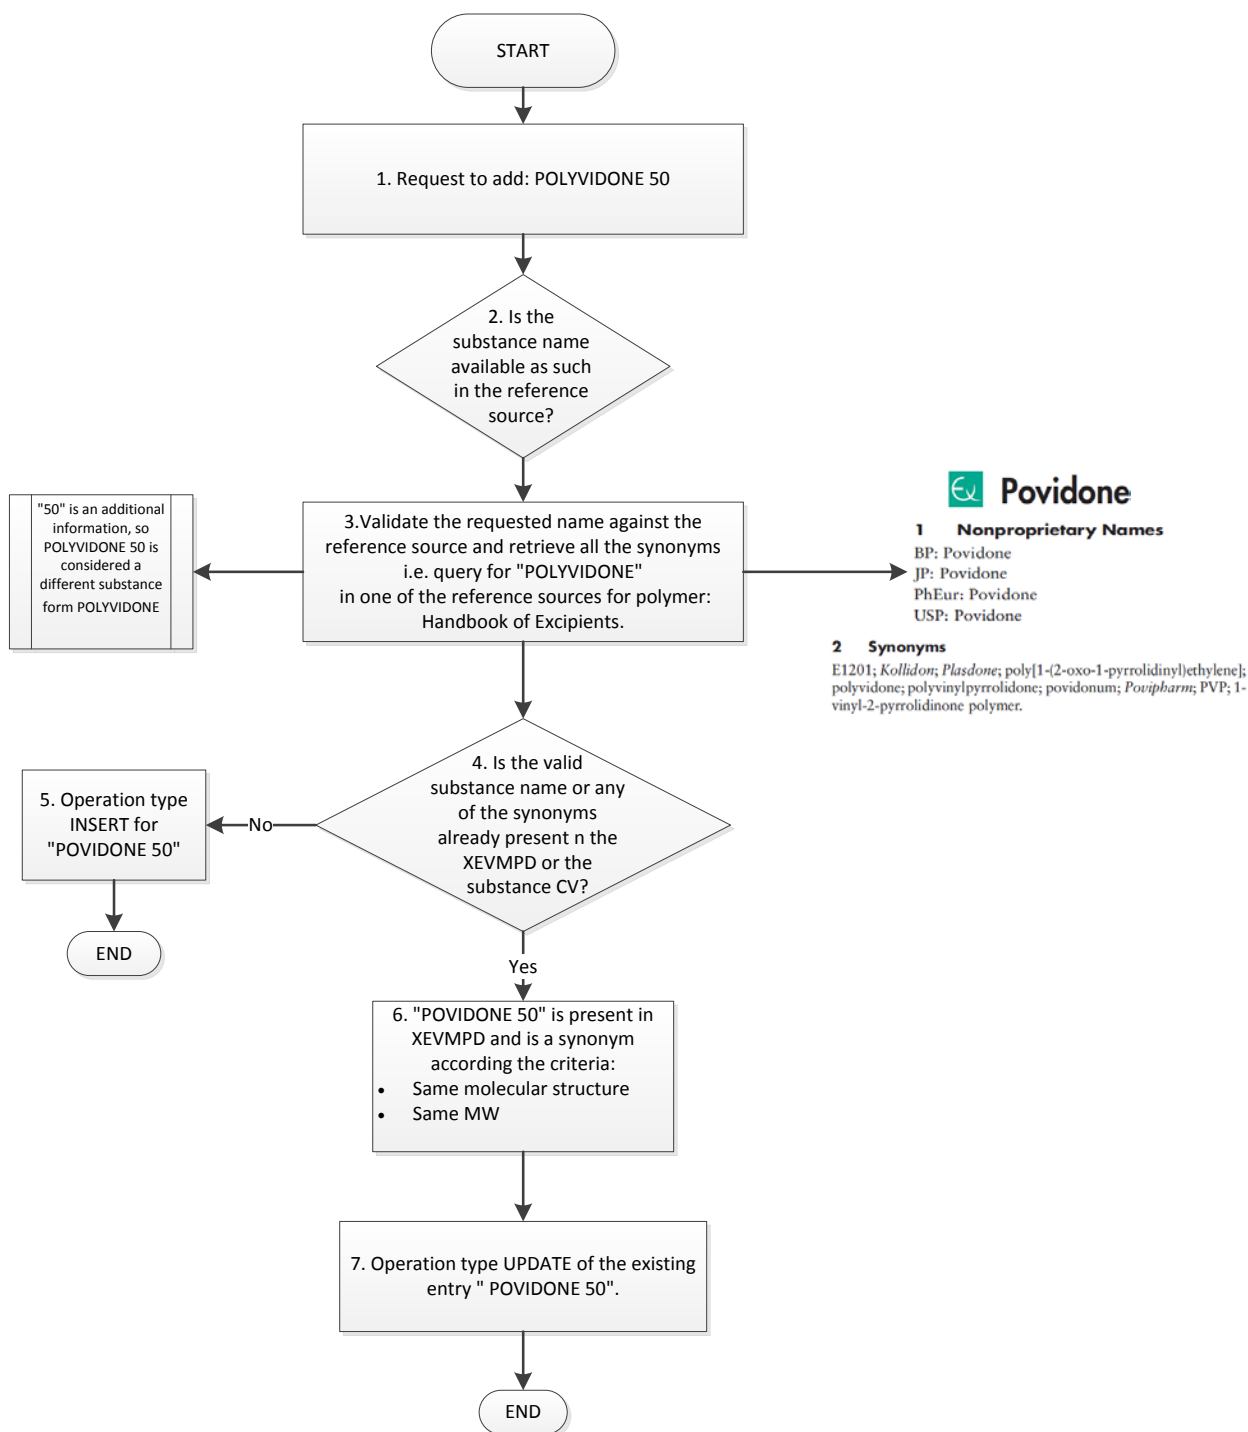 START
1. Request to add: POLYVIDONE 50
2. Is the
substance name
available as such
in the reference
source?
"50" is an additional
information, so
POLYVIDONE 50 is
considered a
different substance
form POLYVIDONE
3.Validate the requested name against the
reference source and retrieve all the synonyms
i.e. query for "POLYVIDONE"
in one of the reference sources for polymer:
Handbook of Excipients.
Ex Povidone
1 Nonproprietary Names
BP: Povidone
JP: Povidone
PhEur: Povidone
USP: Povidone
2 Synonyms
E1201; Kollidon; Plasdone; poly[1-(2-oxo-1-pyrrolidinyl)ethylene];
polyvidone; polyvinylpyrrolidone; povidonum; Povipharm; PVP; 1-
vinyl-2-pyrrolidinone polymer.
4. Is the valid
substance name or any
of the synonyms
already present n the
XEVMPD or the
substance CV?
No
5. Operation type
INSERT for
"POVIDONE 50"
END
Yes
6. "POVIDONE 50" is present in
XEVMPD and is a synonym
according the criteria:
• Same molecular structure
• Same MW
7. Operation type UPDATE of the existing
entry " POVIDONE 50".
END